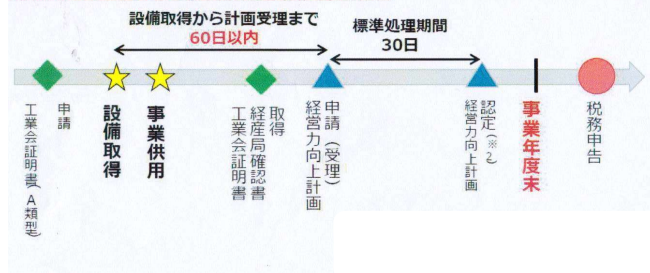 設備取得から計画受理まで
60日以内
標準処理期間
30日
工業会証明書(A類型)
申請
設備取得
事業供用
工業会証明書
経産局確認書
取得
経営力向上計画
申請(受理)
経営力向上計画
認定(※2)
事業年度末
税務申告